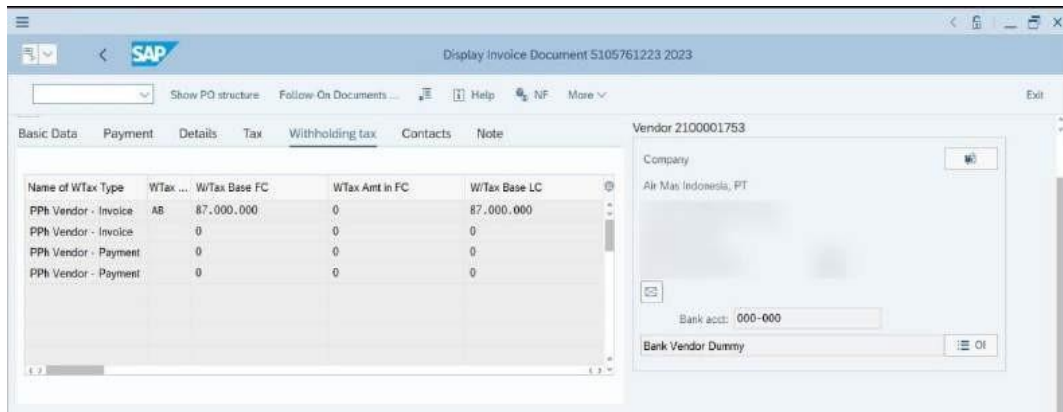 SAP
Display Invoice Document 5105761223 2023
Show PO structure Follow-On Documents ... Help NF More Exit
Basic Data Payment Details Tax Withholding tax Contacts Note
Vendor 2100001753
Company
Air Mas Indonesia, PT
Name of WTax Type WTax ... W/Tax Base FC WTax Amt in FC W/Tax Base LC
PPh Vendor - Invoice AB 87.000.000 0 87.000.000
PPh Vendor - Invoice 0 0 0
PPh Vendor - Payment 0 0 0
PPh Vendor - Payment 0 0 0
Bank acct: 000-000
Bank Vendor Dummy OI